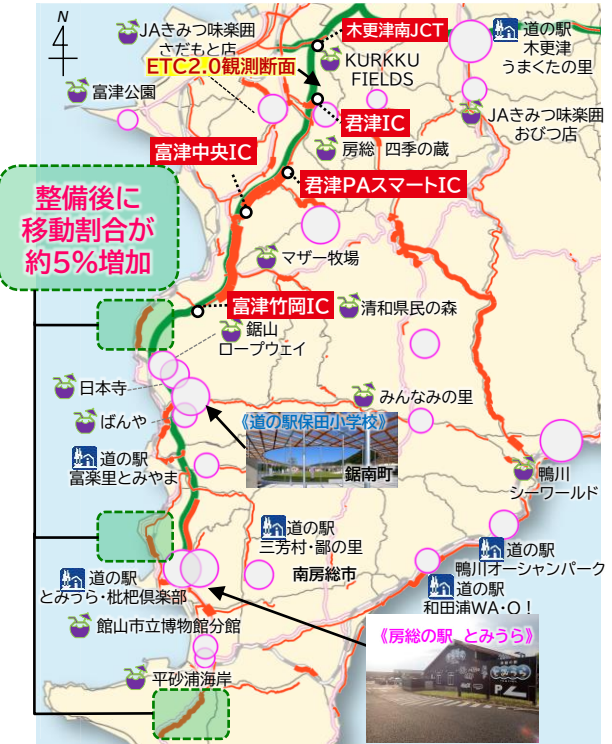 N
JAきみつ味楽囲
さだもと店
木更津南JCT
道の駅
木更津
うまくたの里
ETC2.0観測断面
KURKKU
FIELDS
富津公園
JAきみつ味楽囲
おびつ店
君津IC
房総 四季の蔵
富津中央IC
君津PAスマートIC
整備後に
移動割合が
約5%増加
マザー牧場
富津竹岡IC
清和県民の森
鋸山
ロープウェイ
日本寺
みんなみの里
ばんや
《道の駅保田小学校》
鋸南町
道の駅
富楽里とみやま
鴨川
シーワールド
道の駅
三芳村・鄙の里
道の駅
鴨川オーシャンパーク
南房総市
道の駅
とみうら・枇杷倶楽部
道の駅
和田浦WA・O!
館山市立博物館分館
《房総の駅 とみうら》
とみうら
P
平砂浦海岸